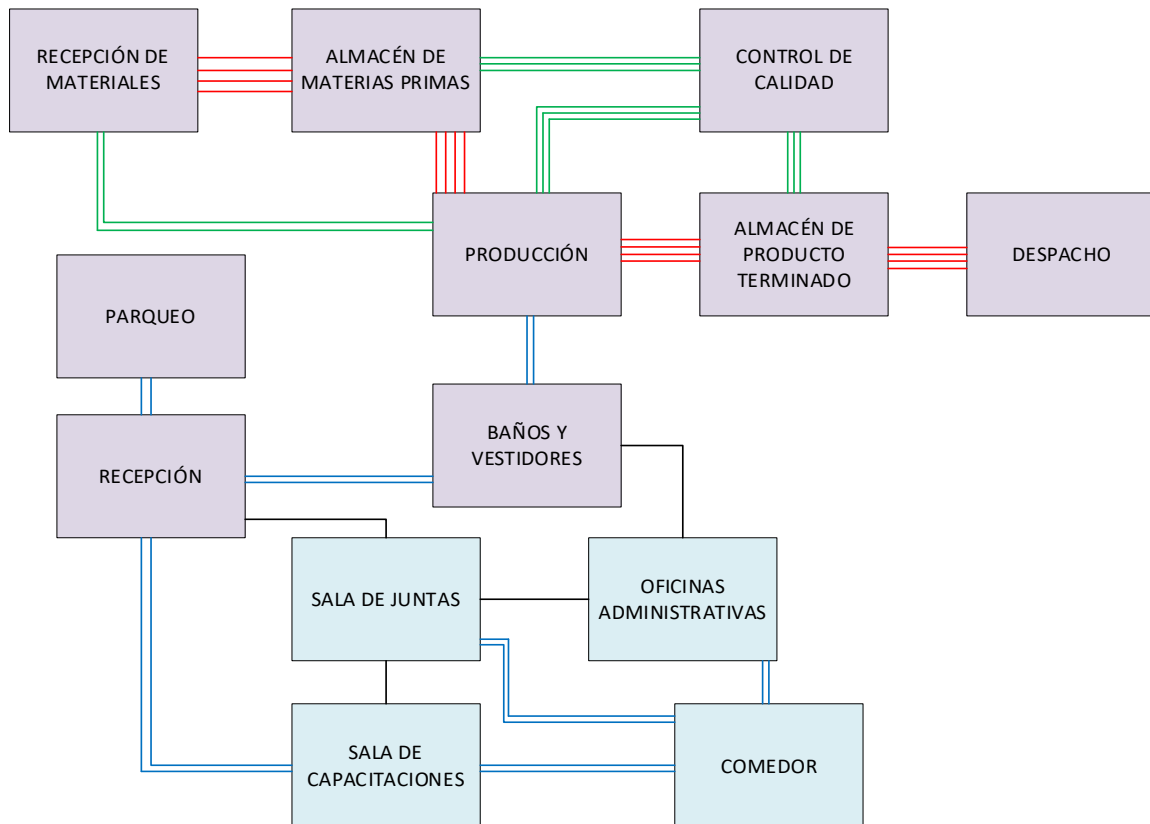 RECEPCIÓN DE
MATERIALES
ALMACÉN DE
MATERIAS PRIMAS
CONTROL DE
CALIDAD
PRODUCCIÓN
ALMACÉN DE
PRODUCTO
TERMINADO
DESPACHO
PARQUEO
RECEPCIÓN
BAÑOS Y
VESTIDORES
SALA DE JUNTAS
OFICINAS
ADMINISTRATIVAS
SALA DE
CAPACITACIONES
COMEDOR